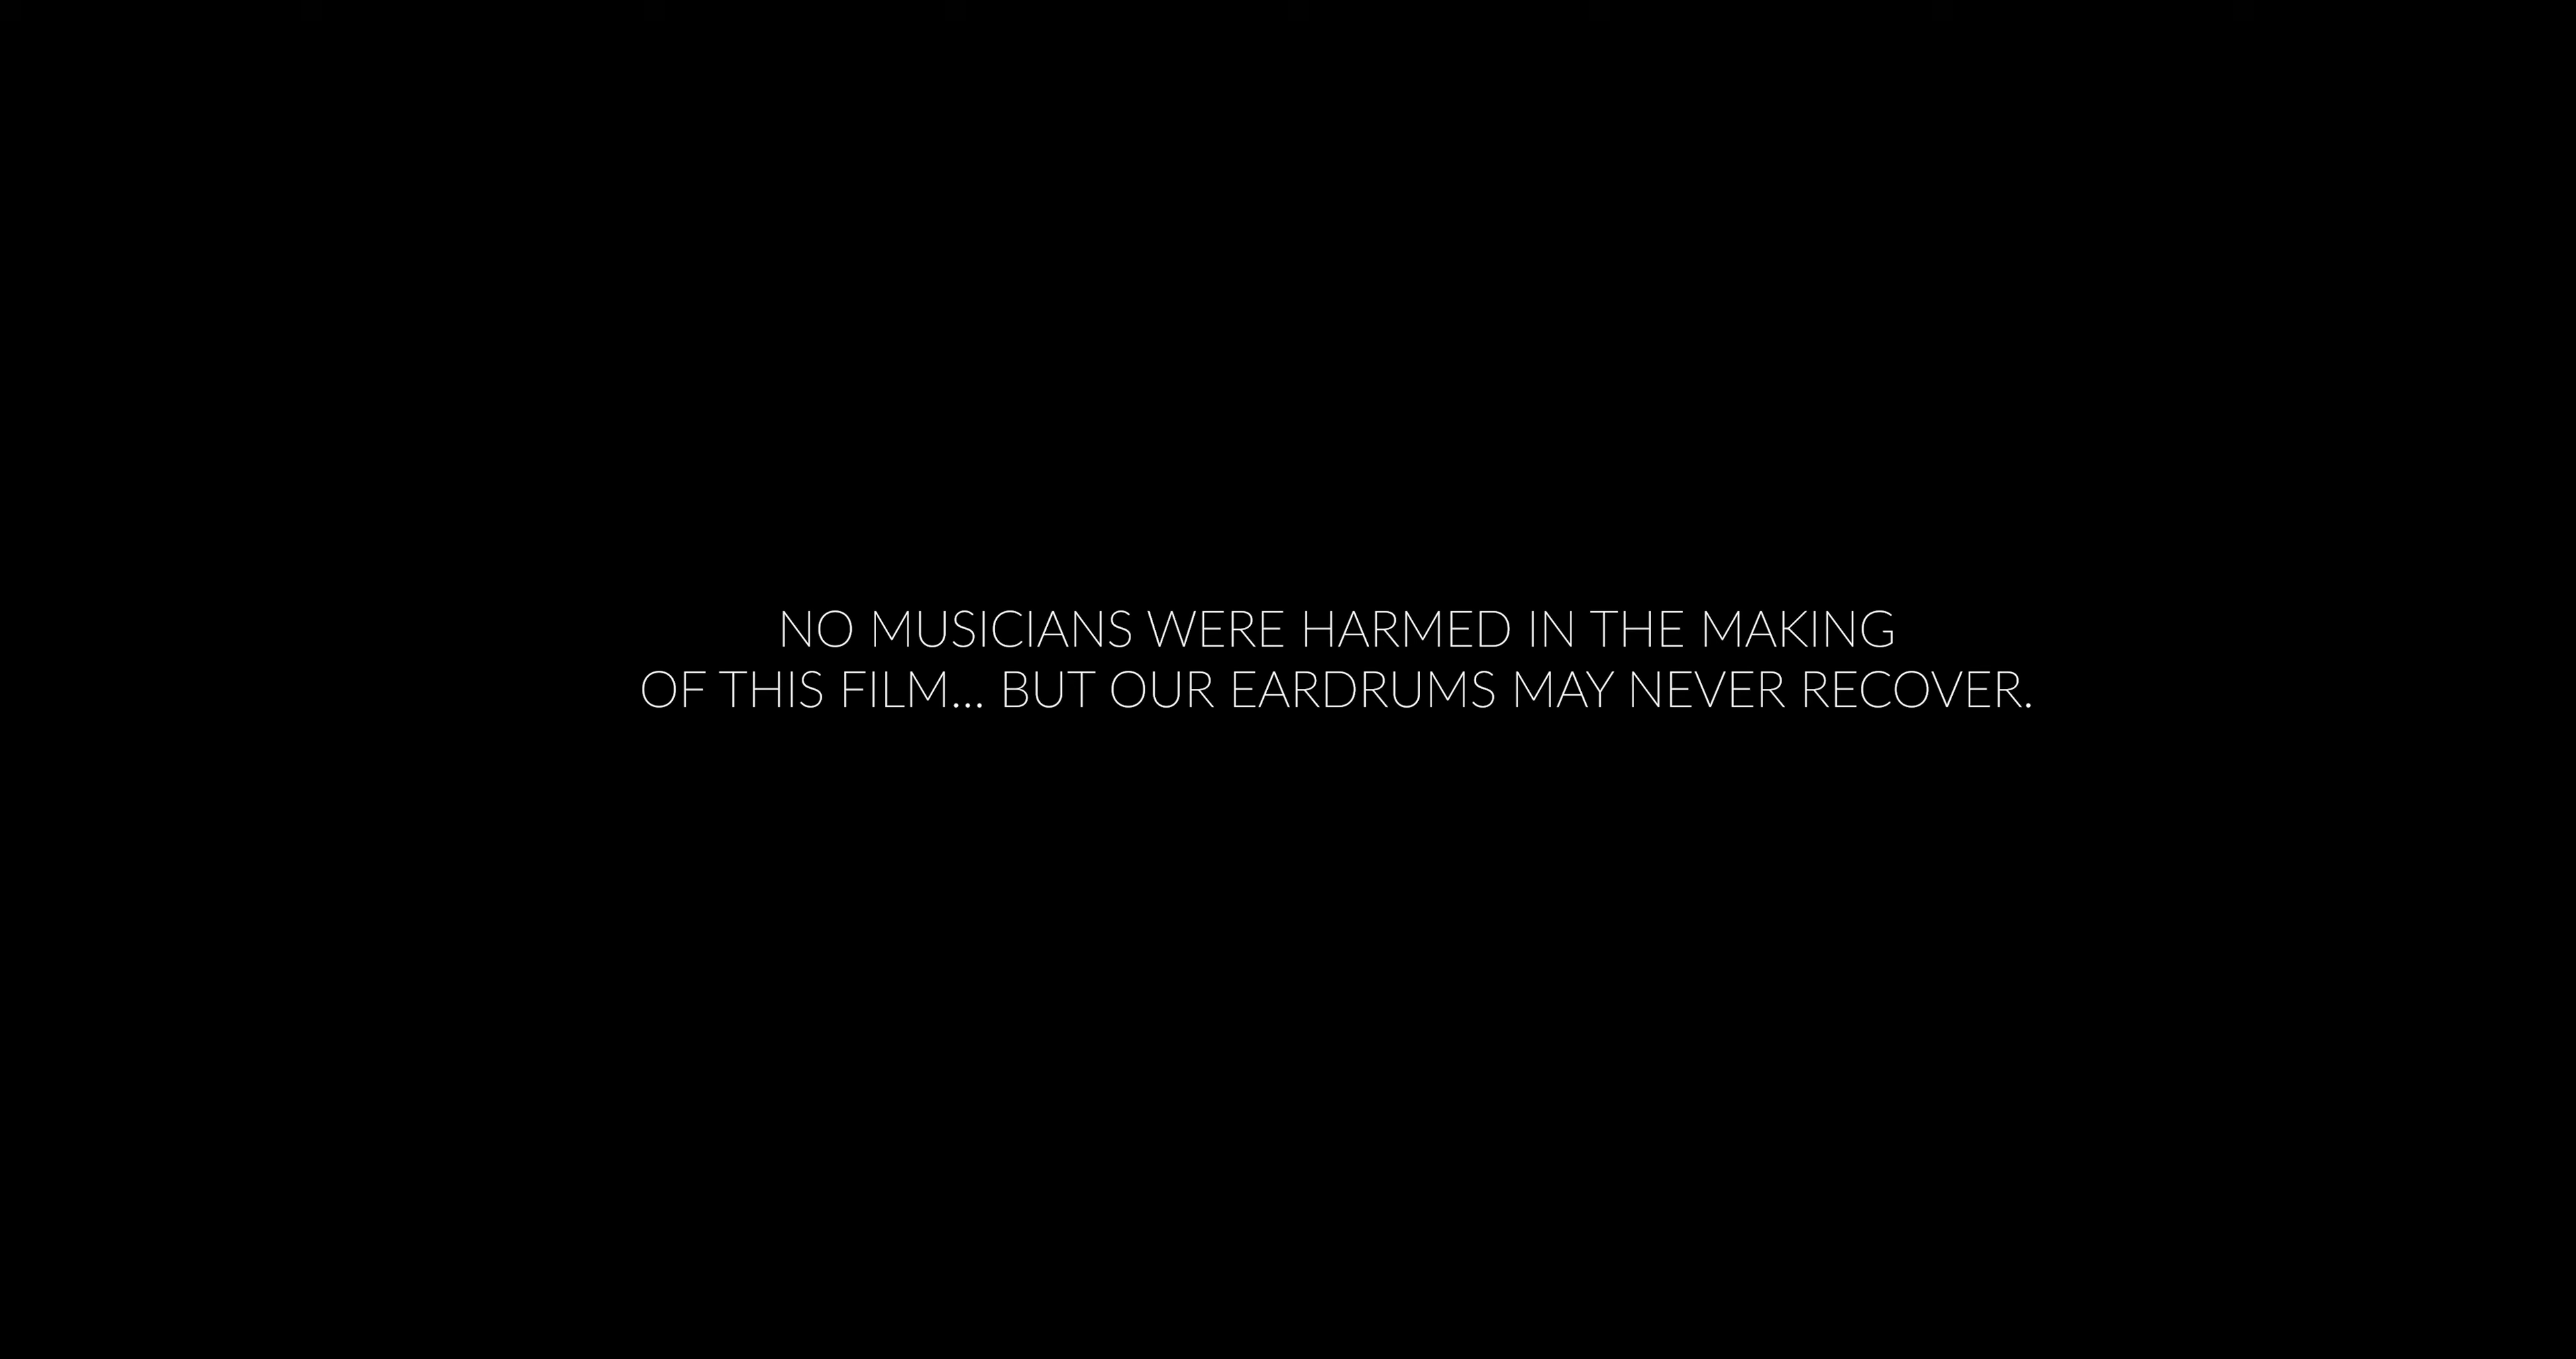 NO MUSICIANS WERE HARMED IN THE MAKING
OF THIS FILM... BUT OUR EARDRUMS MAY NEVER RECOVER.